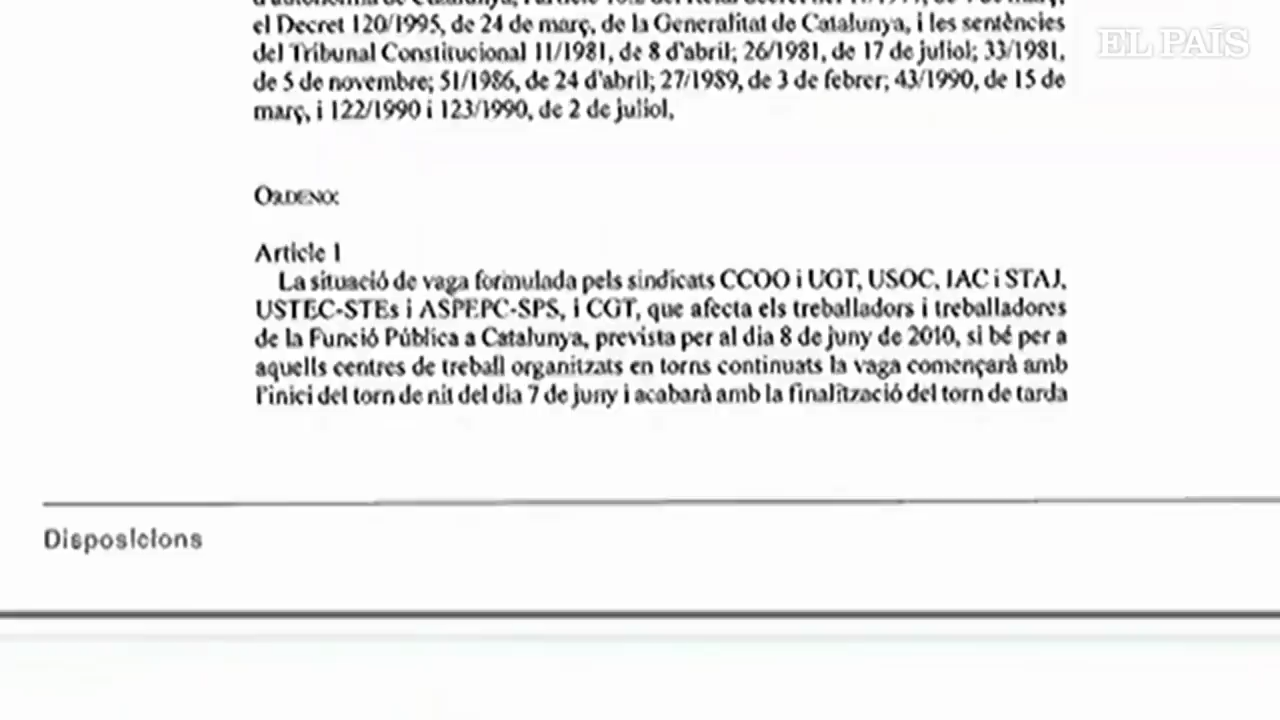 el Decret 120/1995, de 24 de març, de la Generalitat de Catalunya, i les sentències
del Tribunal Constitucional 11/1981, de 8 d'abril; 26/1981, de 17 de juliol; 33/1981,
de 5 de novembre; 51/1986, de 24 d'abril; 27/1989, de 3 de febrer; 43/1990, de 15 de
març, i 122/1990 i 123/1990, de 2 de juliol,
EL PAÍS
ORDENO:
Article 1
La situació de vaga formulada pels sindicats CCOO i UGT, USOC, IAC i STAJ,
USTEC-STEs i ASPEPC-SPS, i CGT, que afecta els treballadors i treballadores
de la Funció Pública a Catalunya, prevista per al dia 8 de juny de 2010, si bé per a
aquells centres de treball organitzats en torns continuats la vaga començarà amb
l'inici del torn de nit del dia 7 de juny i acabarà amb la finalització del torn de tarda
Disposicions